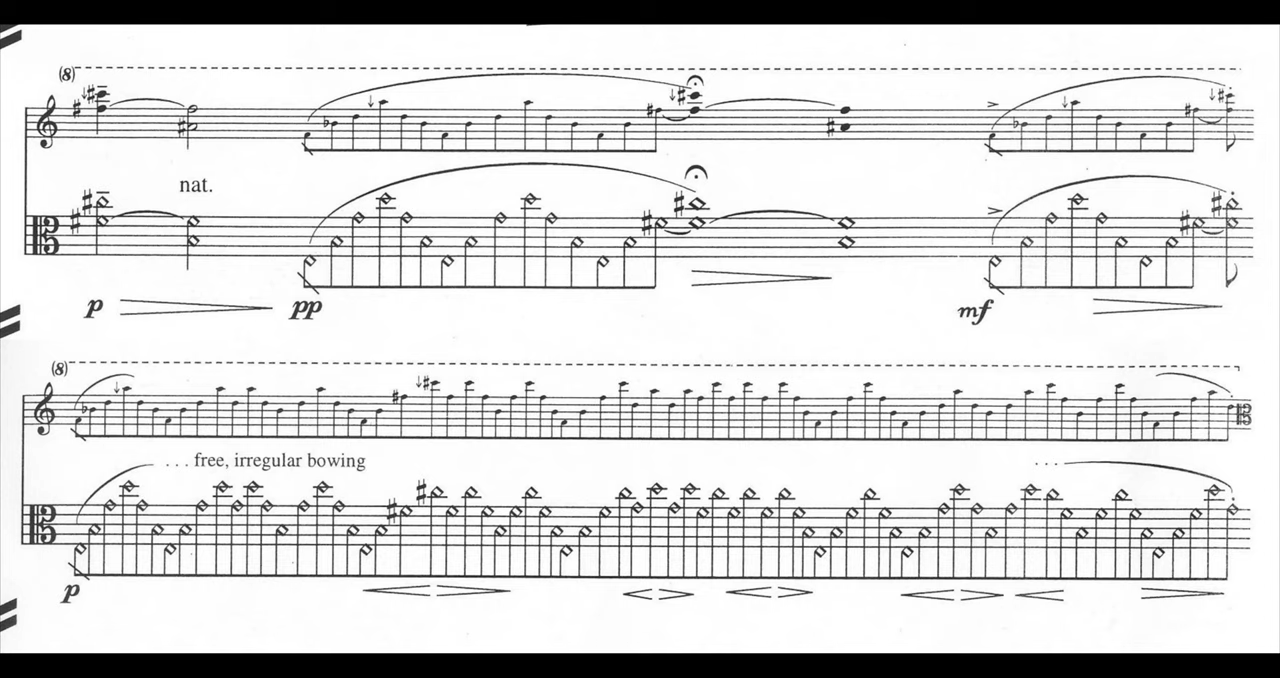 (8)
nat.
p pp mf
(8)
. . . free, irregular bowing
. . .
p